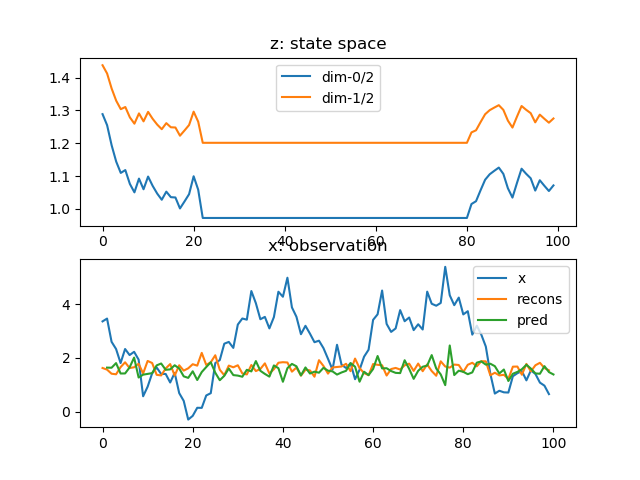 z: state space
1.4
1.3
1.2
1.1
1.0
dim-0/2
dim-1/2
0 20 40 60 80 100
x: observation
4
2
0
x
recons
pred
0 20 40 60 80 100